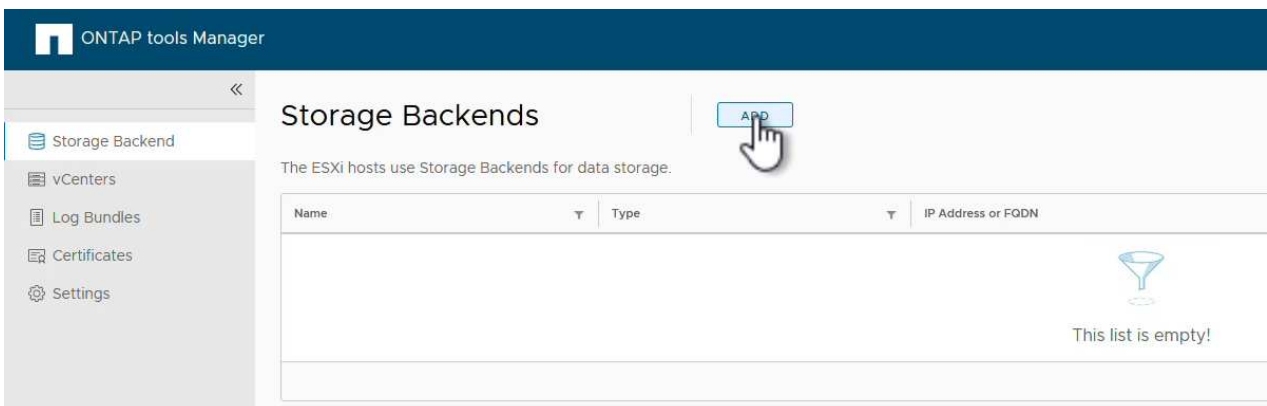 ONTAP tools Manager
Storage Backend
vCenters
Log Bundles
Certificates
Settings
Storage Backends
ADD
The ESXi hosts use Storage Backends for data storage.
Name Type IP Address or FQDN
This list is empty!